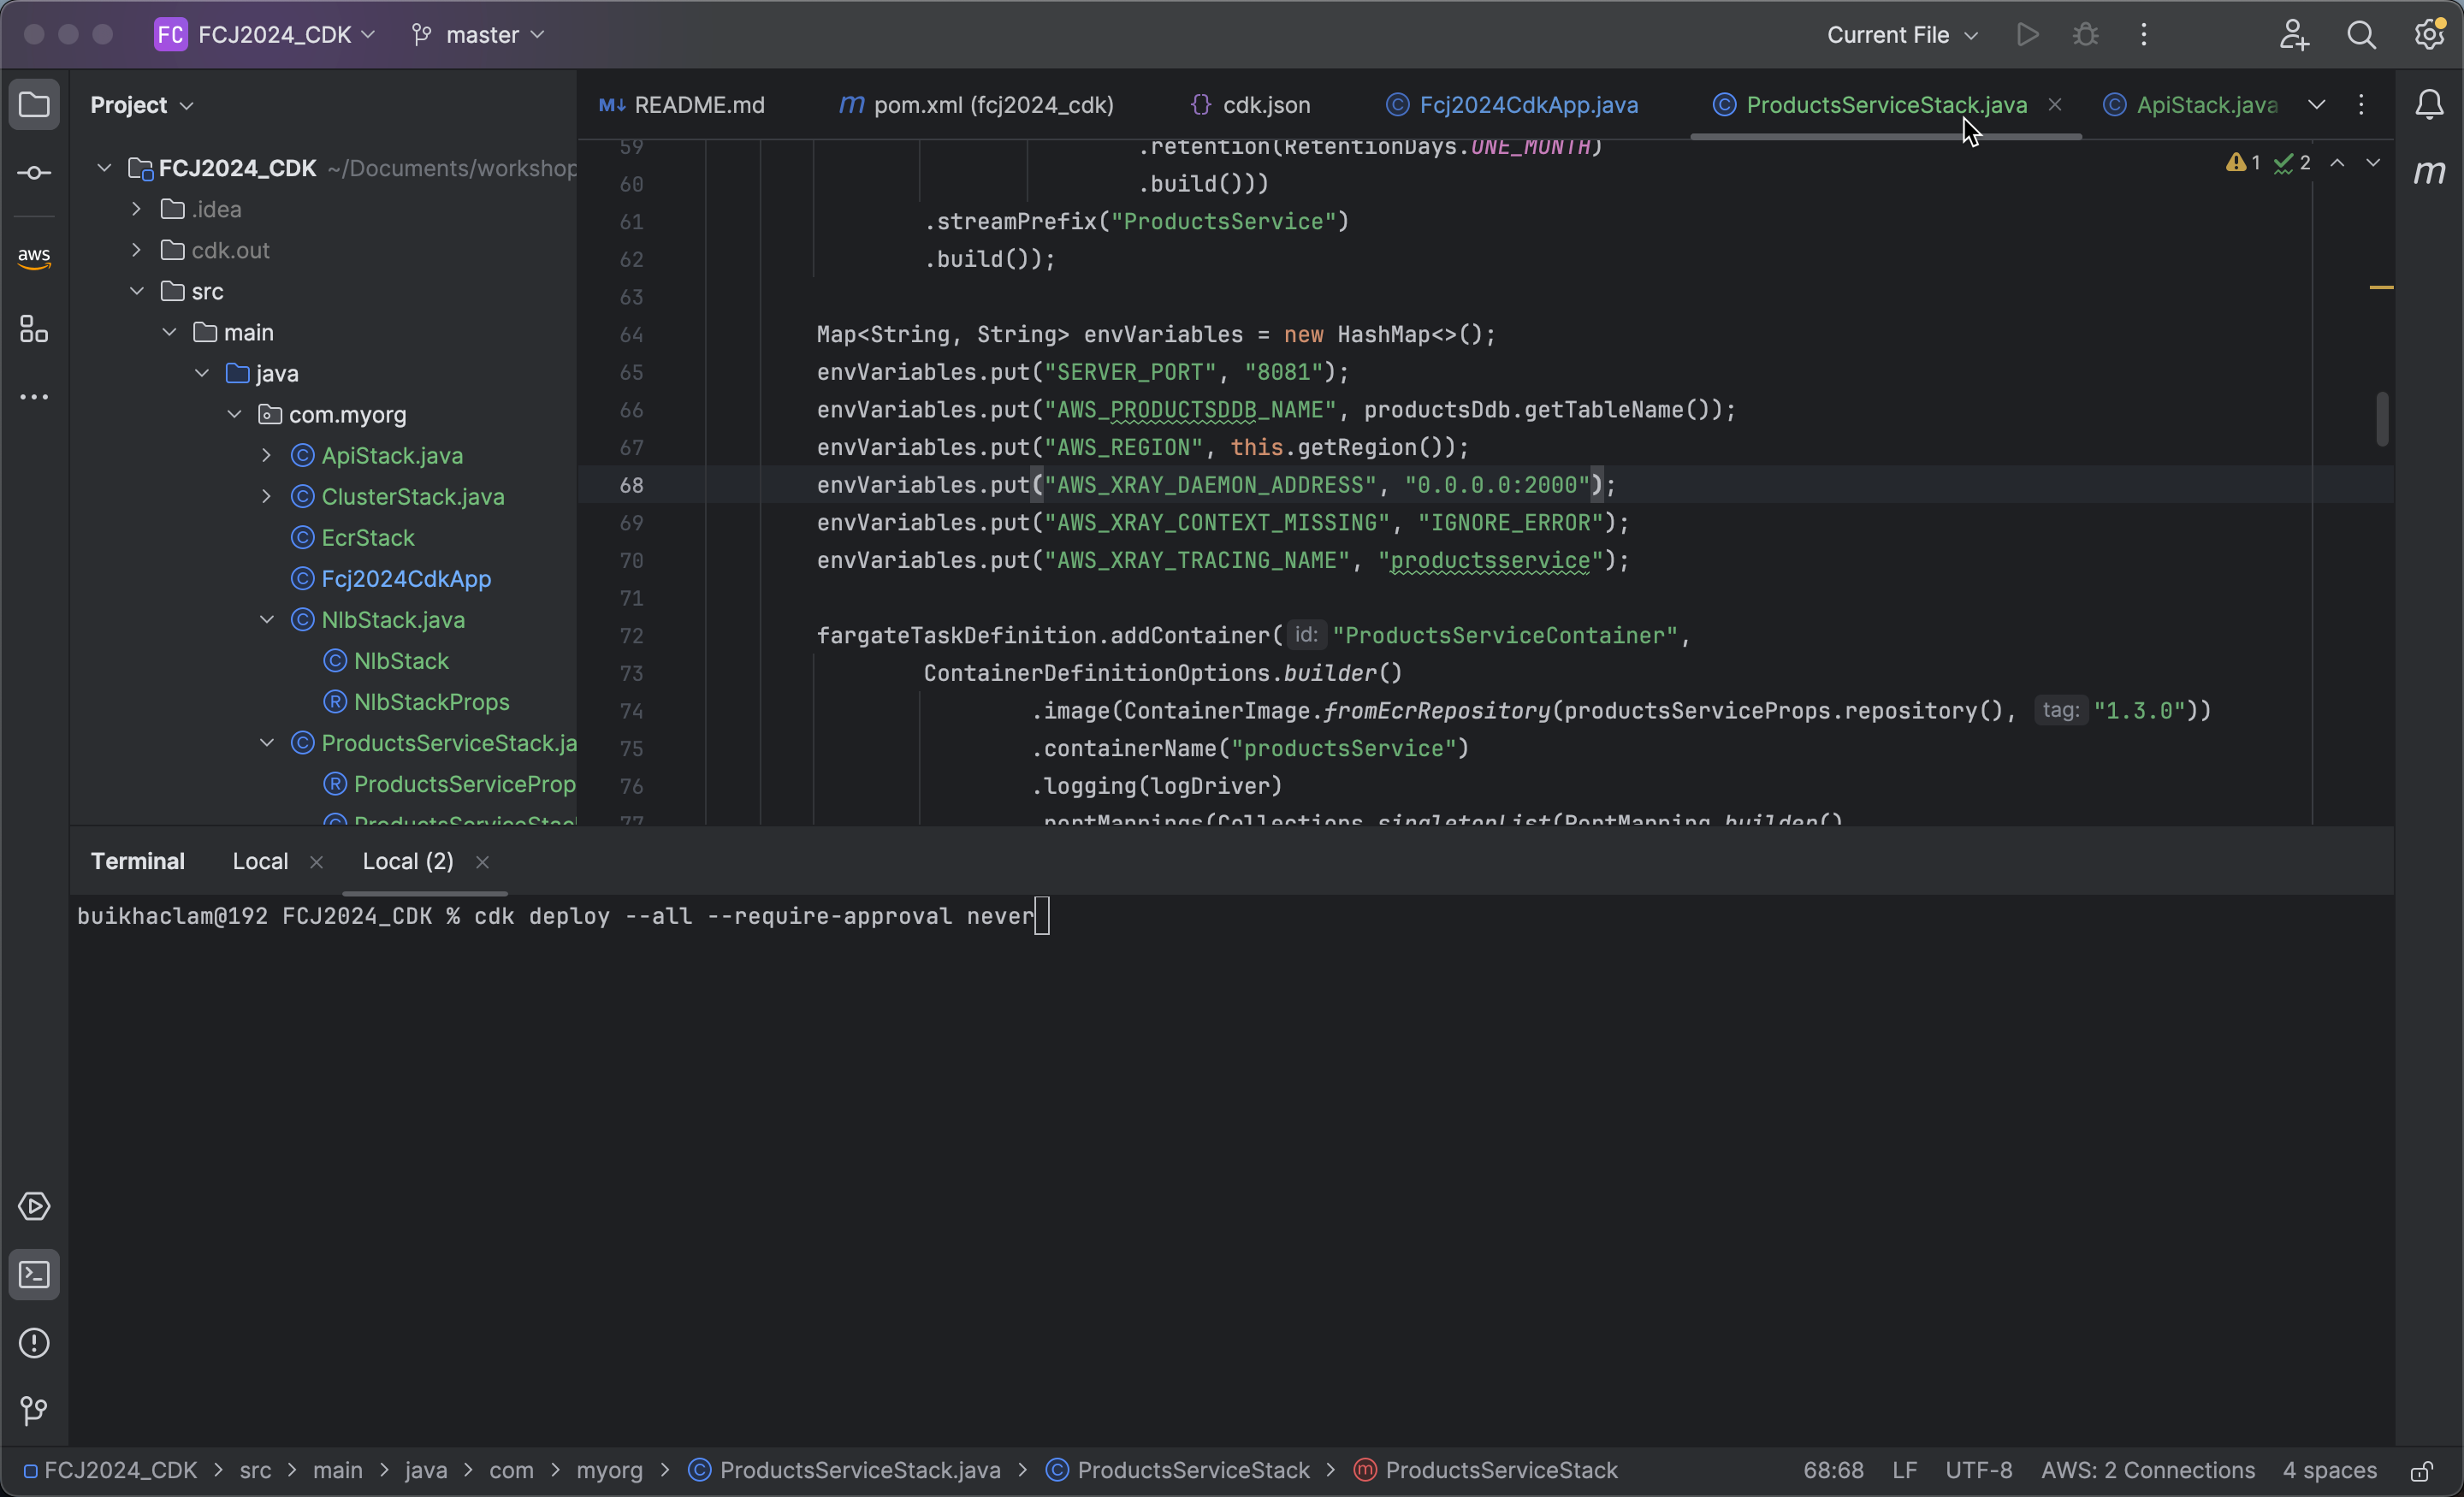 FC FCJ2024_CDK master Current File
Project
README.md pom.xml (fcj2024_cdk) cdk.json Fcj2024CdkApp.java ProductsServiceStack.java ApiStack.java
FCJ2024_CDK ~/Documents/workshop
.idea
cdk.out
src
main
java
com.myorg
ApiStack.java
ClusterStack.java
EcrStack
Fcj2024CdkApp
NlbStack.java
NlbStack
NlbStackProps
ProductsServiceStack.ja
ProductsServiceProp
ProductsServiceStac
aws
1 2
59 .retention(RetentionDays.ONE_MONTH)
60 .build()))
61 .streamPrefix("ProductsService")
62 .build());
63
64 Map<String, String> envVariables = new HashMap<>();
65 envVariables.put("SERVER_PORT", "8081");
66 envVariables.put("AWS_PRODUCTSDDB_NAME", productsDdb.getTableName());
67 envVariables.put("AWS_REGION", this.getRegion());
68 envVariables.put("AWS_XRAY_DAEMON_ADDRESS", "0.0.0.0:2000");
69 envVariables.put("AWS_XRAY_CONTEXT_MISSING", "IGNORE_ERROR");
70 envVariables.put("AWS_XRAY_TRACING_NAME", "productsservice");
71
72 fargateTaskDefinition.addContainer( id: "ProductsServiceContainer",
73 ContainerDefinitionOptions.builder()
74 .image(ContainerImage.fromEcrRepository(productsServiceProps.repository(), tag: "1.3.0"))
75 .containerName("productsService")
76 .logging(logDriver)
77 .portMappings(Collections.singletonList(PortMapping.builder()
Terminal Local Local (2)
buikhaclam@192 FCJ2024_CDK % cdk deploy --all --require-approval never
FCJ2024_CDK > src > main > java > com > myorg > ProductsServiceStack.java > ProductsServiceStack > ProductsServiceStack 68:68 LF UTF-8 AWS: 2 Connections 4 spaces